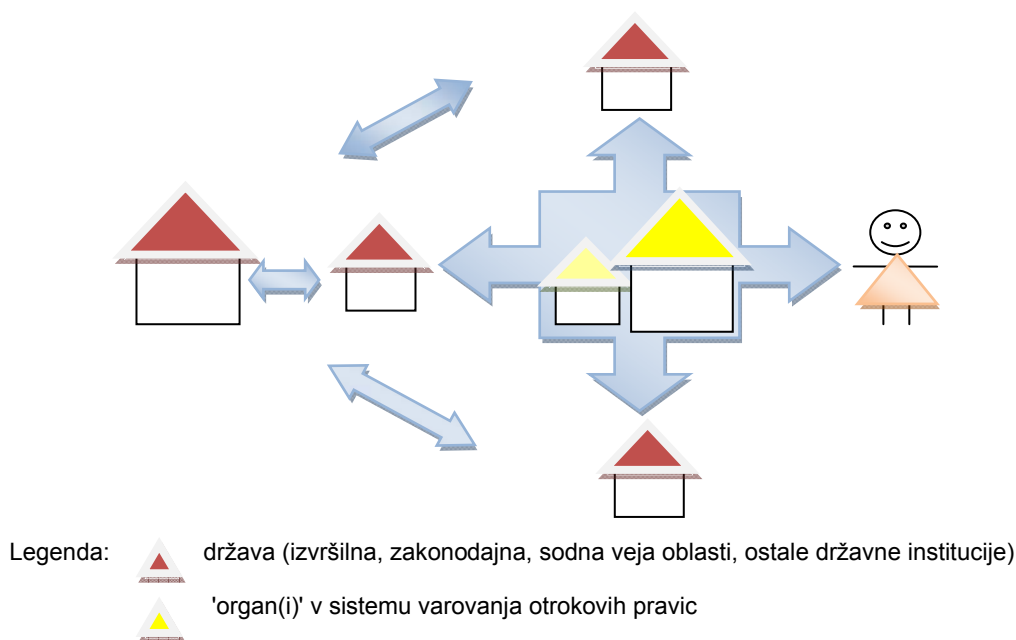 Legenda: država (izvršilna, zakonodajna, sodna veja oblasti, ostale državne institucije)
'organ(i)' v sistemu varovanja otrokovih pravic